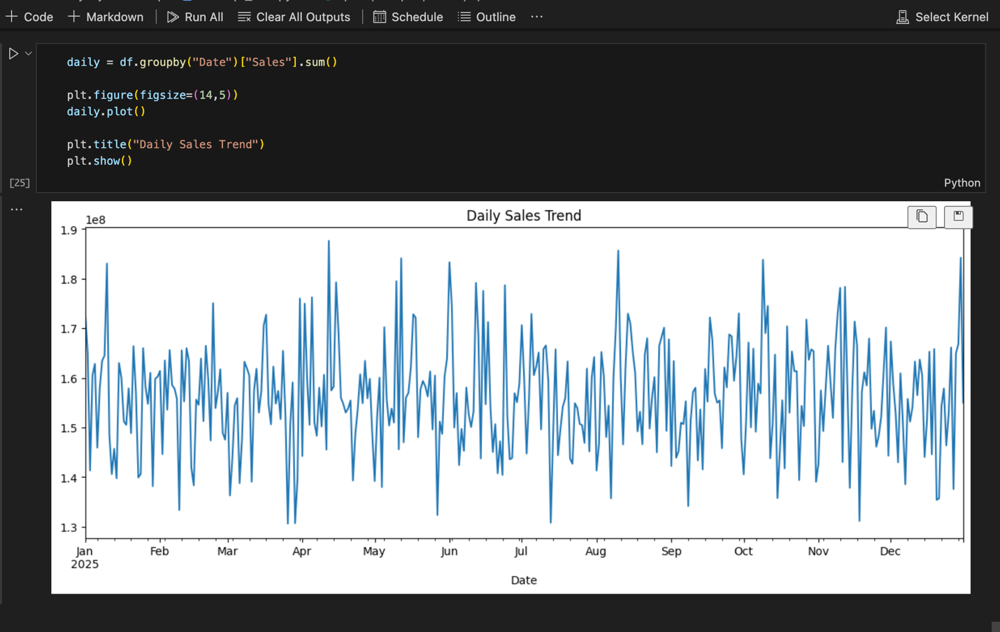 Code
Markdown
Run All
Clear All Outputs
Schedule
Outline
...
Select Kernel
daily = df.groupby("Date")["Sales"].sum()
plt.figure(figsize=(14,5))
daily.plot()
plt.title("Daily Sales Trend")
plt.show()
[25]
Python
...
Daily Sales Trend
1e8
1.9
1.8
1.7
1.6
1.5
1.4
1.3
Jan Feb Mar Apr May Jun Jul Aug Sep Oct Nov Dec
2025
Date